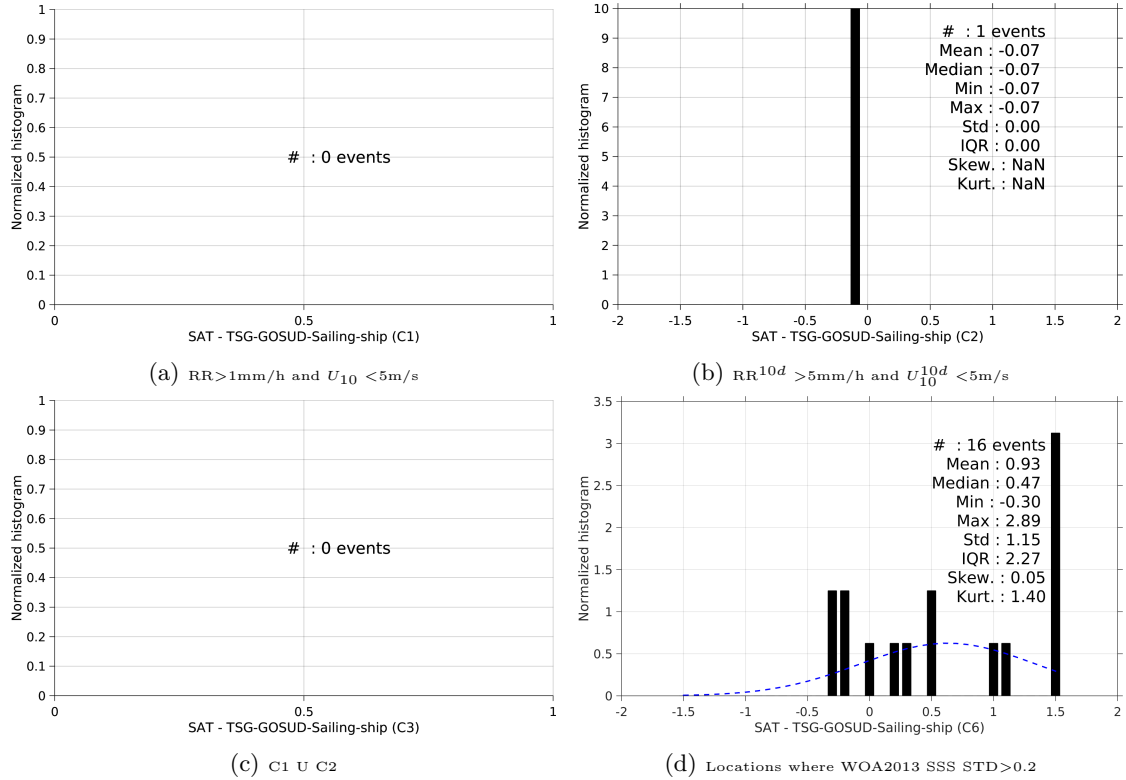 1
0.9
0.8
0.7
0.6
0.5
0.4
0.3
0.2
0.1
0
Normalized histogram
# : 0 events
0 0.5 1
SAT - TSG-GOSUD-Sailing-ship (C1)
(a) RR>1mm/h and U10 <5m/s
10
9
8
7
6
5
4
3
2
1
0
Normalized histogram
# : 1 events
Mean : -0.07
Median : -0.07
Min : -0.07
Max : -0.07
Std : 0.00
IQR : 0.00
Skew. : NaN
Kurt. : NaN
-2 -1.5 -1 -0.5 0 0.5 1 1.5 2
SAT - TSG-GOSUD-Sailing-ship (C2)
(b) RR10d >5mm/h and U10d10 <5m/s
1
0.9
0.8
0.7
0.6
0.5
0.4
0.3
0.2
0.1
0
Normalized histogram
# : 0 events
0 0.5 1
SAT - TSG-GOSUD-Sailing-ship (C3)
(c) C1 U C2
3.5
3
2.5
2
1.5
1
0.5
0
Normalized histogram
# : 16 events
Mean : 0.93
Median : 0.47
Min : -0.30
Max : 2.89
Std : 1.15
IQR : 2.27
Skew. : 0.05
Kurt. : 1.40
-2 -1.5 -1 -0.5 0 0.5 1 1.5 2
SAT - TSG-GOSUD-Sailing-ship (C6)
(d) Locations where WOA2013 SSS STD>0.2